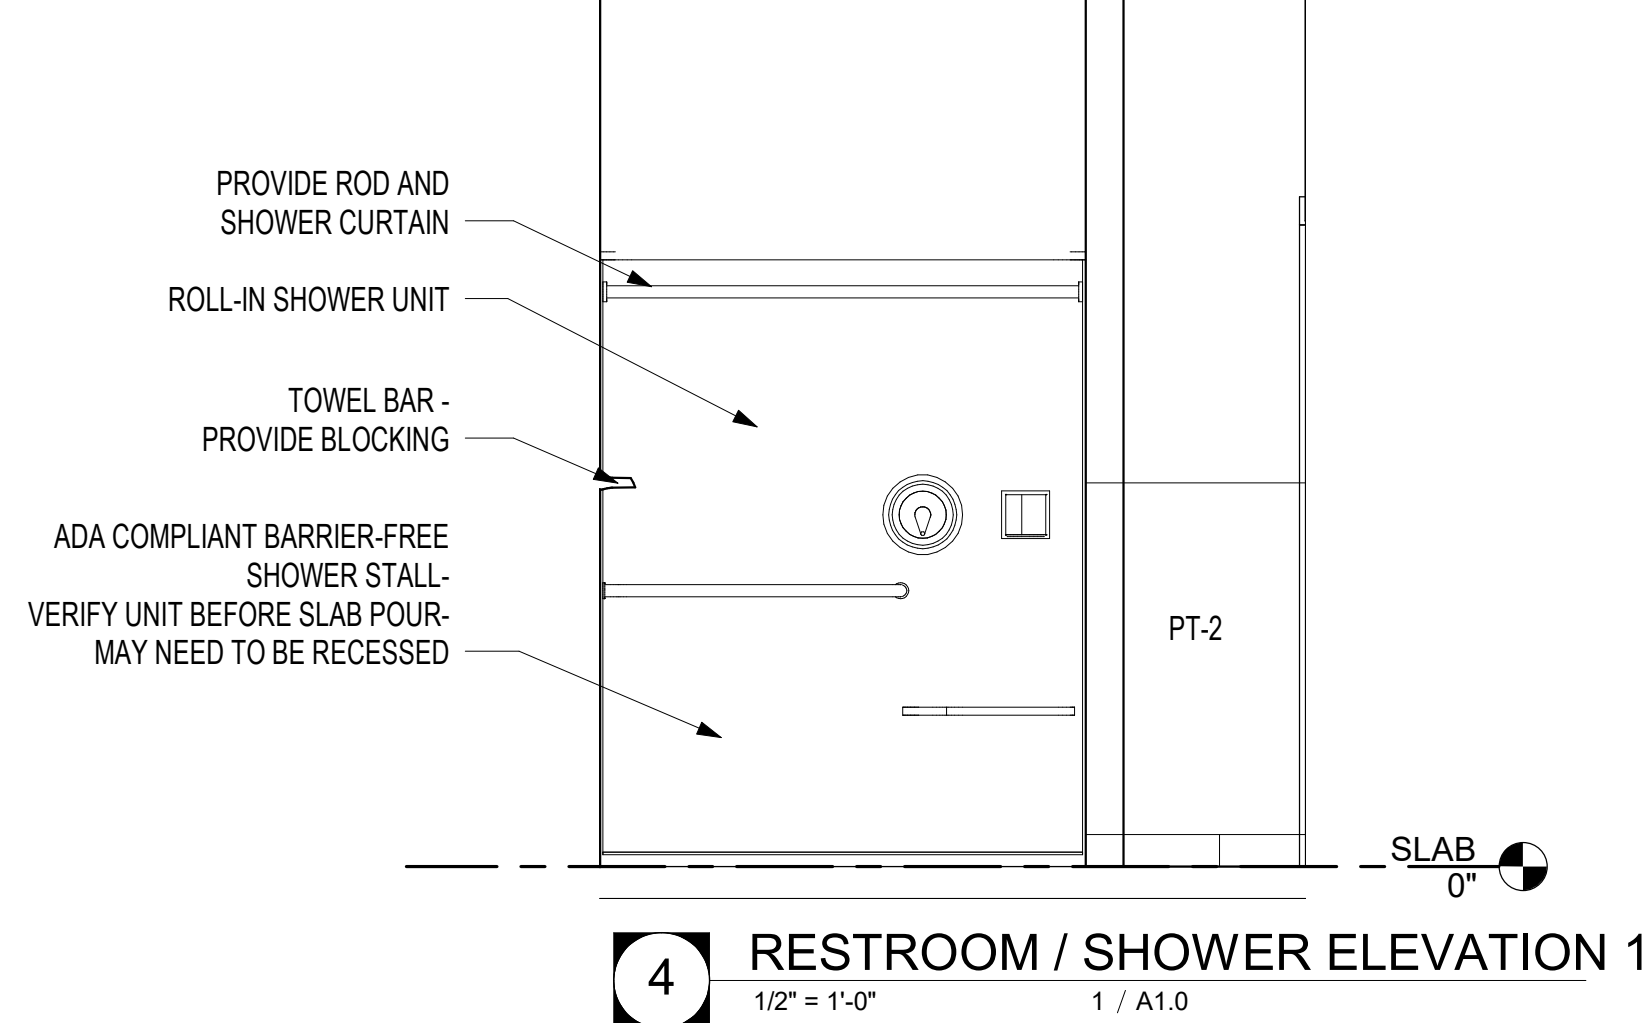 PROVIDE ROD AND
SHOWER CURTAIN
ROLL-IN SHOWER UNIT
TOWEL BAR -
PROVIDE BLOCKING
ADA COMPLIANT BARRIER-FREE
SHOWER STALL-
VERIFY UNIT BEFORE SLAB POUR-
MAY NEED TO BE RECESSED
PT-2
SLAB
0"
4
RESTROOM / SHOWER ELEVATION 1
1/2" = 1'-0"
1 / A1.0